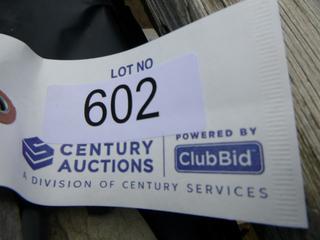 LOT NO
602
CENTURY
AUCTIONS
POWERED BY
ClubBid
A DIVISION OF CENTURY SERVICES